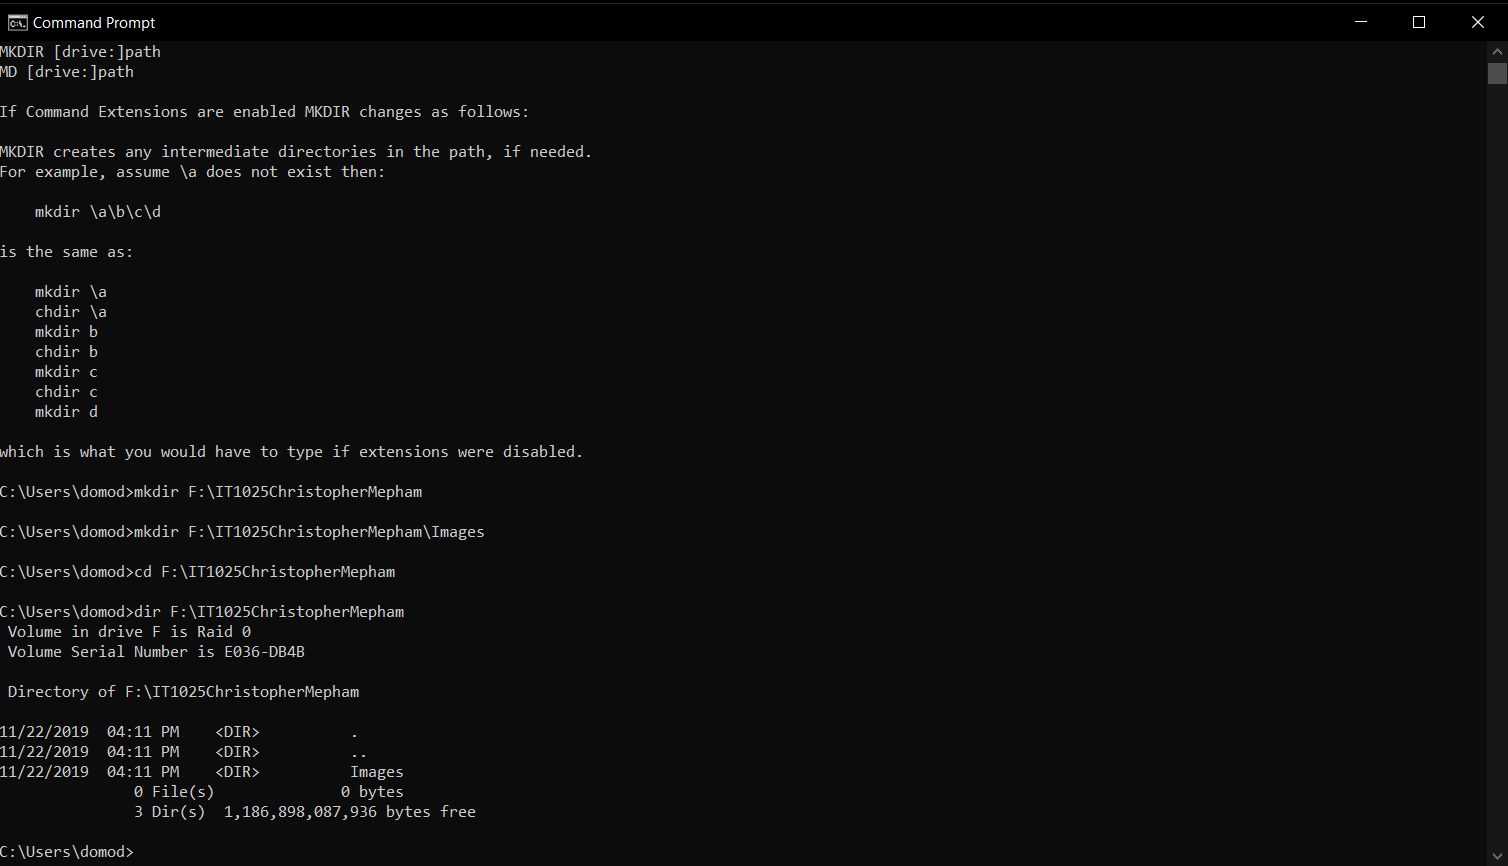 Command Prompt
MKDIR [drive:]path
MD [drive:]path
If Command Extensions are enabled MKDIR changes as follows:
MKDIR creates any intermediate directories in the path, if needed.
For example, assume \a does not exist then:
    mkdir \a\b\c\d
is the same as:
    mkdir \a
    chdir \a
    mkdir b
    chdir b
    mkdir c
    chdir c
    mkdir d
which is what you would have to type if extensions were disabled.
C:\Users\domod>mkdir F:\IT1025ChristopherMepham
C:\Users\domod>mkdir F:\IT1025ChristopherMepham\Images
C:\Users\domod>cd F:\IT1025ChristopherMepham
C:\Users\domod>dir F:\IT1025ChristopherMepham
 Volume in drive F is Raid 0
 Volume Serial Number is E036-DB4B
 Directory of F:\IT1025ChristopherMepham
11/22/2019  04:11 PM    <DIR>          .
11/22/2019  04:11 PM    <DIR>          ..
11/22/2019  04:11 PM    <DIR>          Images
               0 File(s)              0 bytes
               3 Dir(s)  1,186,898,087,936 bytes free
C:\Users\domod>